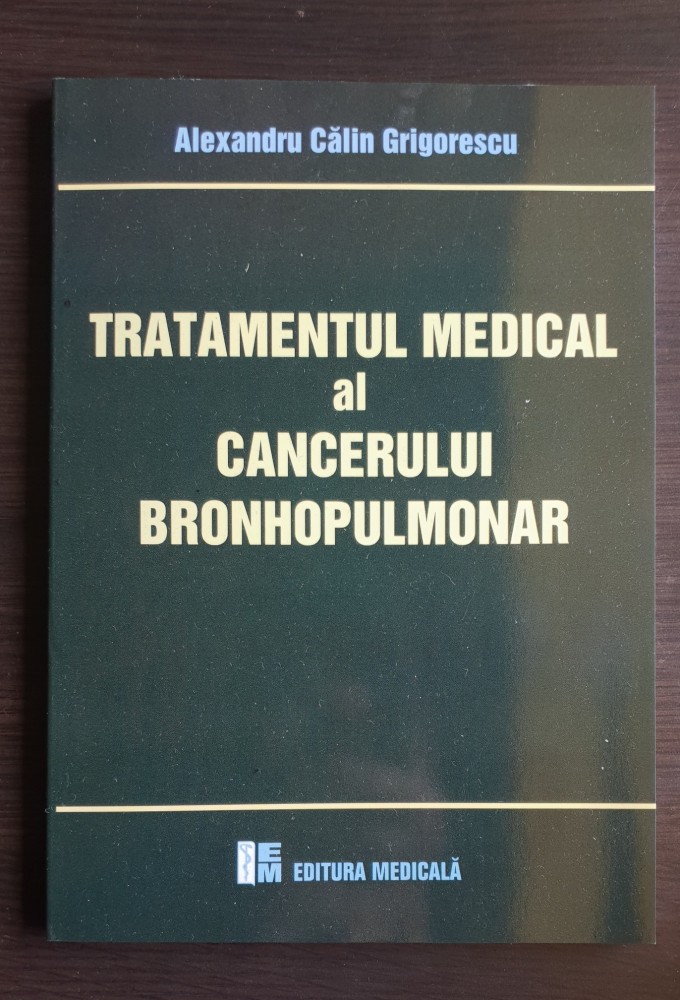 Alexandru Călin Grigorescu
TRATAMENTUL MEDICAL
al
CANCERULUI
BRONHOPULMONAR
EM
EDITURA MEDICALĂ